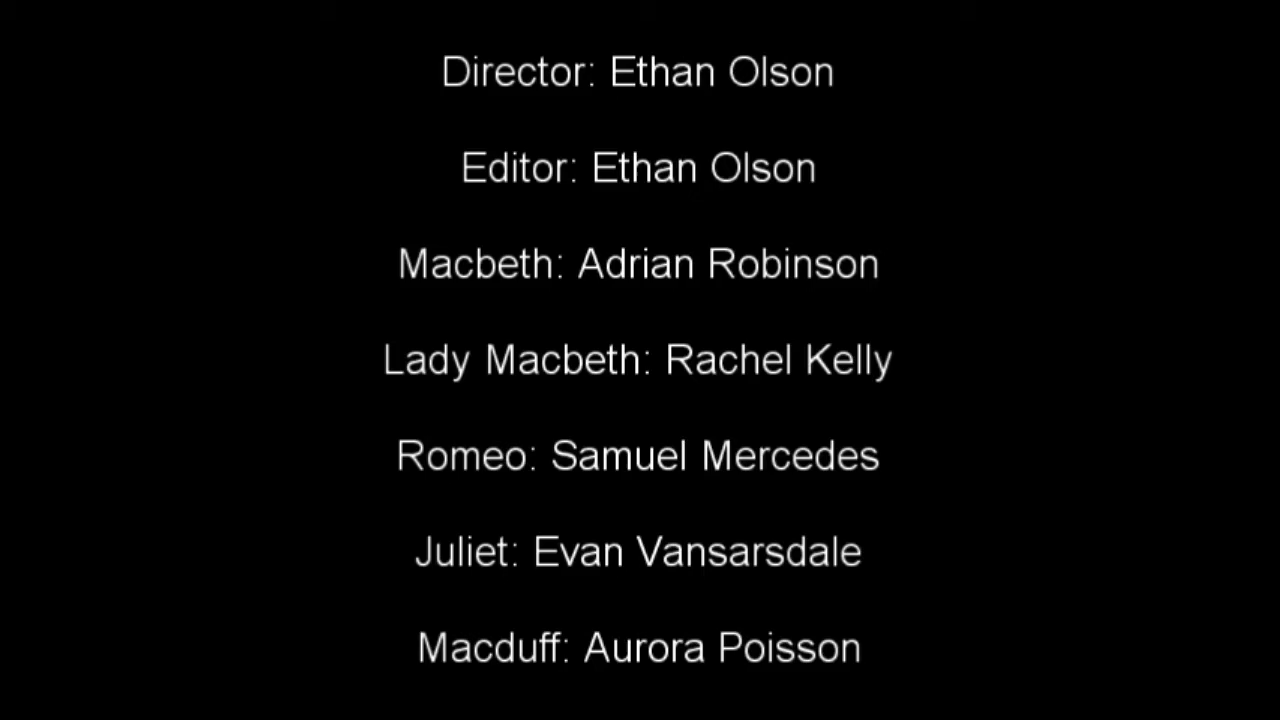 Director: Ethan Olson
Editor: Ethan Olson
Macbeth: Adrian Robinson
Lady Macbeth: Rachel Kelly
Romeo: Samuel Mercedes
Juliet: Evan Vansarsdale
Macduff: Aurora Poisson